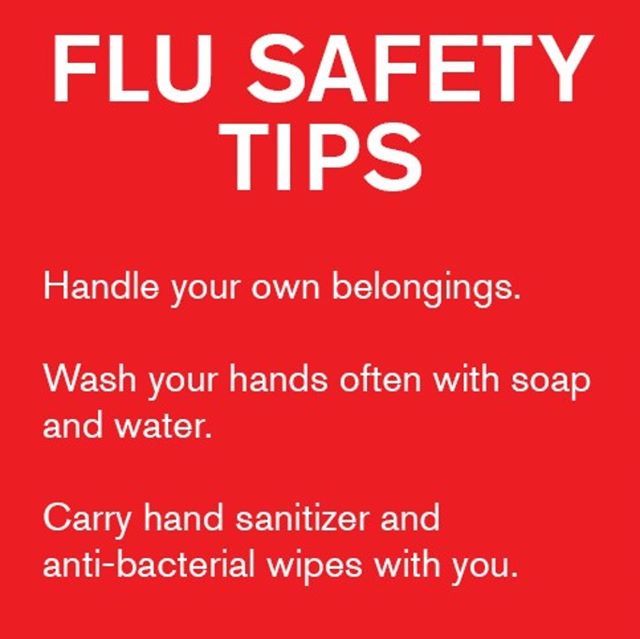 FLU SAFETY
TIPS
Handle your own belongings.
Wash your hands often with soap
and water.
Carry hand sanitizer and
anti-bacterial wipes with you.